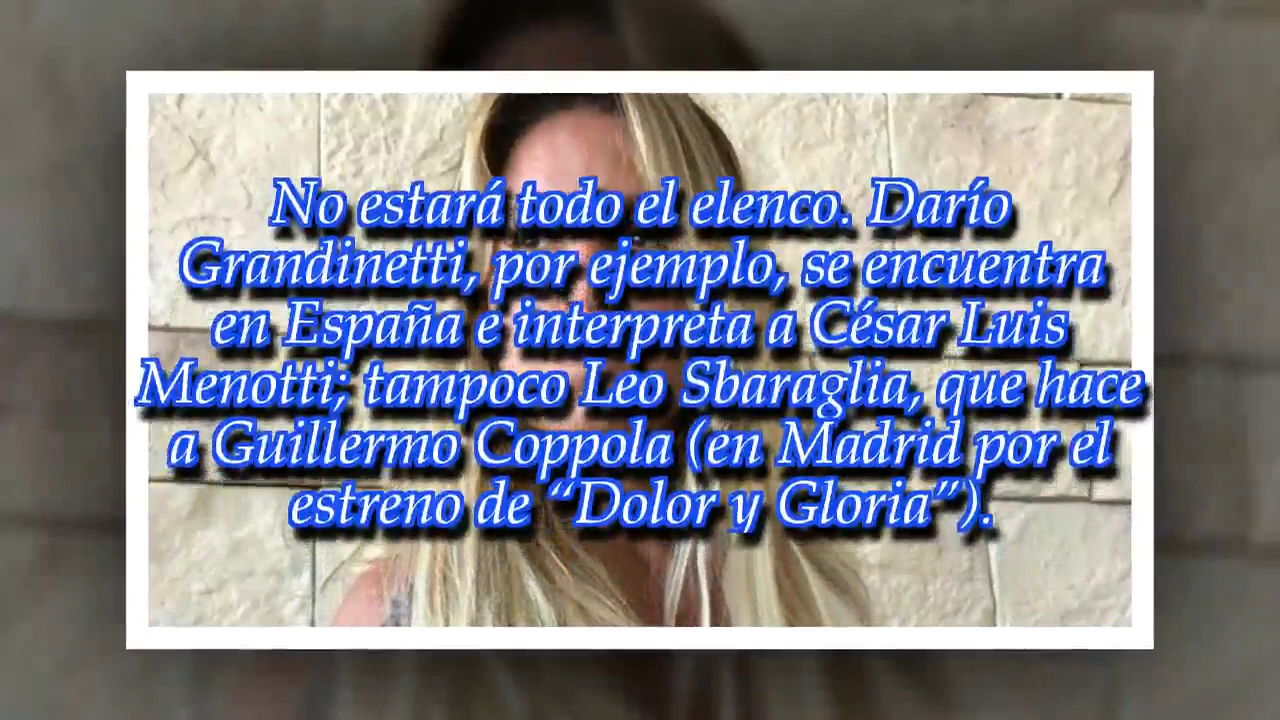 No estará todo el elenco. Darío
Grandinetti, por ejemplo, se encuentra
en España e interpreta a César Luis
Menotti; tampoco Leo Sbaraglia, que hace
a Guillermo Coppola (en Madrid por el
estreno de “Dolor y Gloria”).